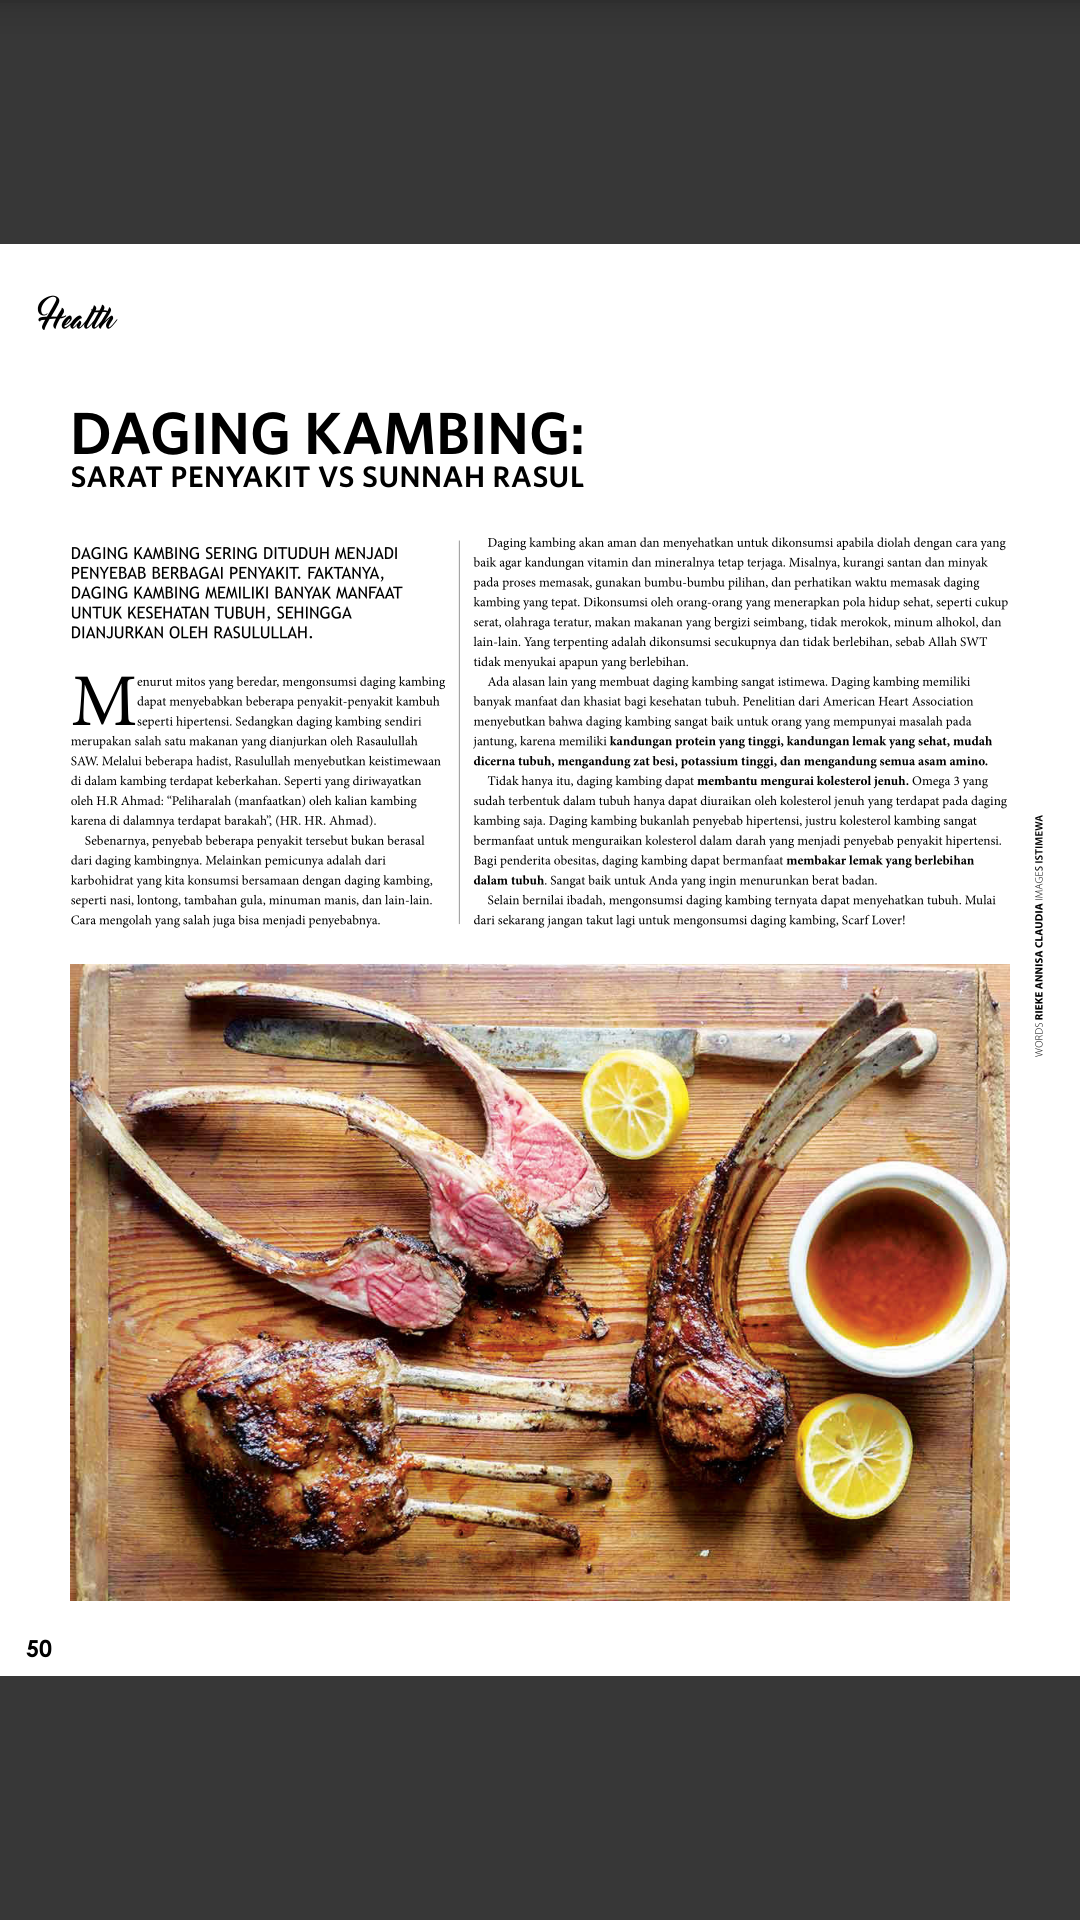 Health
DAGING KAMBING:
SARAT PENYAKIT VS SUNNAH RASUL
DAGING KAMBING SERING DITUDUH MENJADI
PENYEBAB BERBAGAI PENYAKIT. FAKTANYA,
DAGING KAMBING MEMILIKI BANYAK MANFAAT
UNTUK KESEHATAN TUBUH, SEHINGGA
DIANJURKAN OLEH RASULULLAH.
Menurut mitos yang beredar, mengonsumsi daging kambing
dapat menyebabkan beberapa penyakit-penyakit kambuh
seperti hipertensi. Sedangkan daging kambing sendiri
merupakan salah satu makanan yang dianjurkan oleh Rasaulullah
SAW. Melalui beberapa hadist, Rasulullah menyebutkan keistimewaan
di dalam kambing terdapat keberkahan. Seperti yang diriwayatkan
oleh H.R Ahmad: “Peliharalah (manfaatkan) oleh kalian kambing
karena di dalamnya terdapat barakah”, (HR. HR. Ahmad).
Sebenarnya, penyebab beberapa penyakit tersebut bukan berasal
dari daging kambingnya. Melainkan pemicunya adalah dari
karbohidrat yang kita konsumsi bersamaan dengan daging kambing,
seperti nasi, lontong, tambahan gula, minuman manis, dan lain-lain.
Cara mengolah yang salah juga bisa menjadi penyebabnya.
Daging kambing akan aman dan menyehatkan untuk dikonsumsi apabila diolah dengan cara yang
baik agar kandungan vitamin dan mineralnya tetap terjaga. Misalnya, kurangi santan dan minyak
pada proses memasak, gunakan bumbu-bumbu pilihan, dan perhatikan waktu memasak daging
kambing yang tepat. Dikonsumsi oleh orang-orang yang menerapkan pola hidup sehat, seperti cukup
serat, olahraga teratur, makan makanan yang bergizi seimbang, tidak merokok, minum alhokol, dan
lain-lain. Yang terpenting adalah dikonsumsi secukupnya dan tidak berlebihan, sebab Allah SWT
tidak menyukai apapun yang berlebihan.
Ada alasan lain yang membuat daging kambing sangat istimewa. Daging kambing memiliki
banyak manfaat dan khasiat bagi kesehatan tubuh. Penelitian dari American Heart Association
menyebutkan bahwa daging kambing sangat baik untuk orang yang mempunyai masalah pada
jantung, karena memiliki kandungan protein yang tinggi, kandungan lemak yang sehat, mudah
dicerna tubuh, mengandung zat besi, potassium tinggi, dan mengandung semua asam amino.
Tidak hanya itu, daging kambing dapat membantu mengurai kolesterol jenuh. Omega 3 yang
sudah terbentuk dalam tubuh hanya dapat diuraikan oleh kolesterol jenuh yang terdapat pada daging
kambing saja. Daging kambing bukanlah penyebab hipertensi, justru kolesterol kambing sangat
bermanfaat untuk menguraikan kolesterol dalam darah yang menjadi penyebab penyakit hipertensi.
Bagi penderita obesitas, daging kambing dapat bermanfaat membakar lemak yang berlebihan
dalam tubuh. Sangat baik untuk Anda yang ingin menurunkan berat badan.
Selain bernilai ibadah, mengonsumsi daging kambing ternyata dapat menyehatkan tubuh. Mulai
dari sekarang jangan takut lagi untuk mengonsumsi daging kambing, Scarf Lover!
WORDS RIEKE ANNISA CLAUDIA IMAGES ISTIMEWA
50